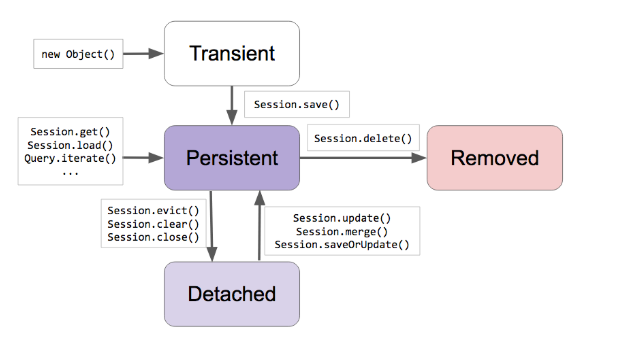 new Object()
Transient
Session.save()
Session.get()
Session.load()
Query.iterate()
...
Persistent
Session.delete()
Removed
Session.evict()
Session.clear()
Session.close()
Session.update()
Session.merge()
Session.saveOrUpdate()
Detached